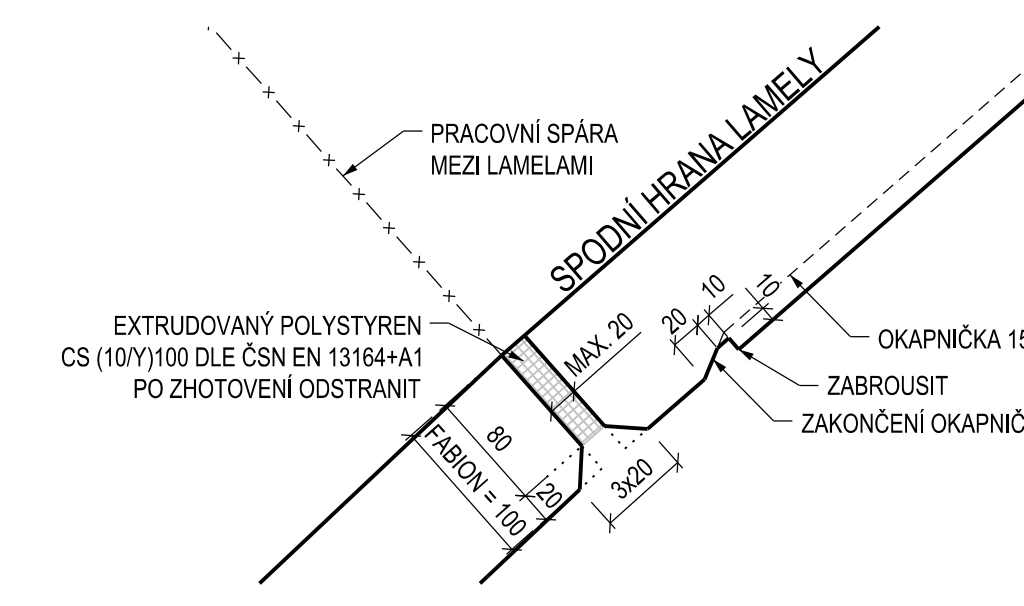 PRACOVNÍ SPÁRA
MEZI LAMELAMI
SPODNÍ HRANA LAMELY
EXTRUDOVANÝ POLYSTYREN
CS (10/Y)100 DLE ČSN EN 13164+A1
PO ZHOTOVENÍ ODSTRANIT
MAX. 20
20
10
10
OKAPNIČKA 15
ZABROUSIT
ZAKONČENÍ OKAPNIČ
80
20
FABION = 100
3x20